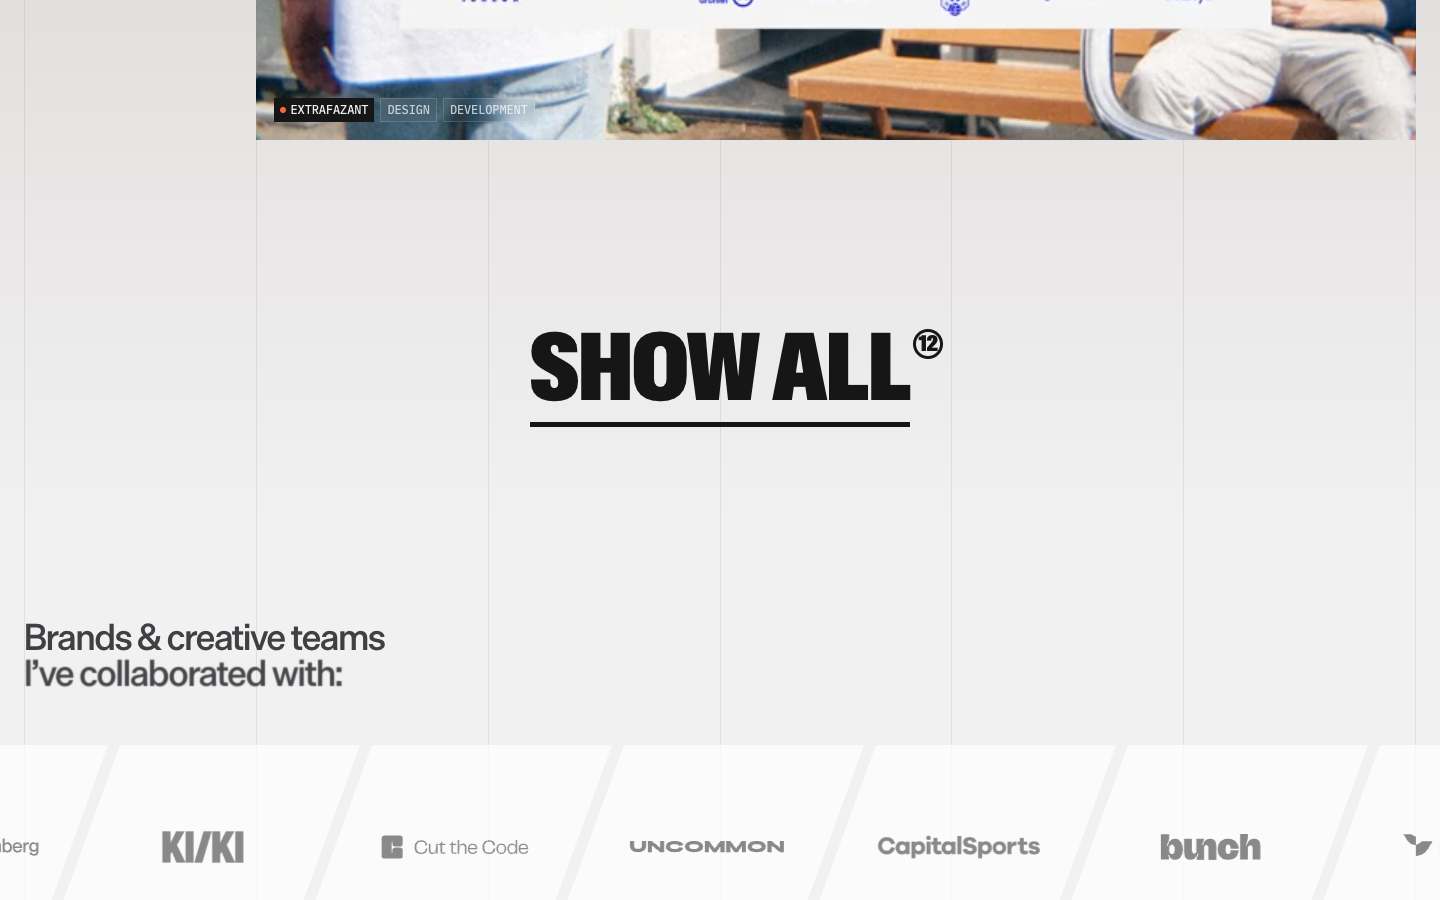 EXTRAFAZANT DESIGN DEVELOPMENT
SHOW ALL 12
Brands & creative teams
I've collaborated with:
KI/KI Cut the Code UNCOMMON CapitalSports bunch